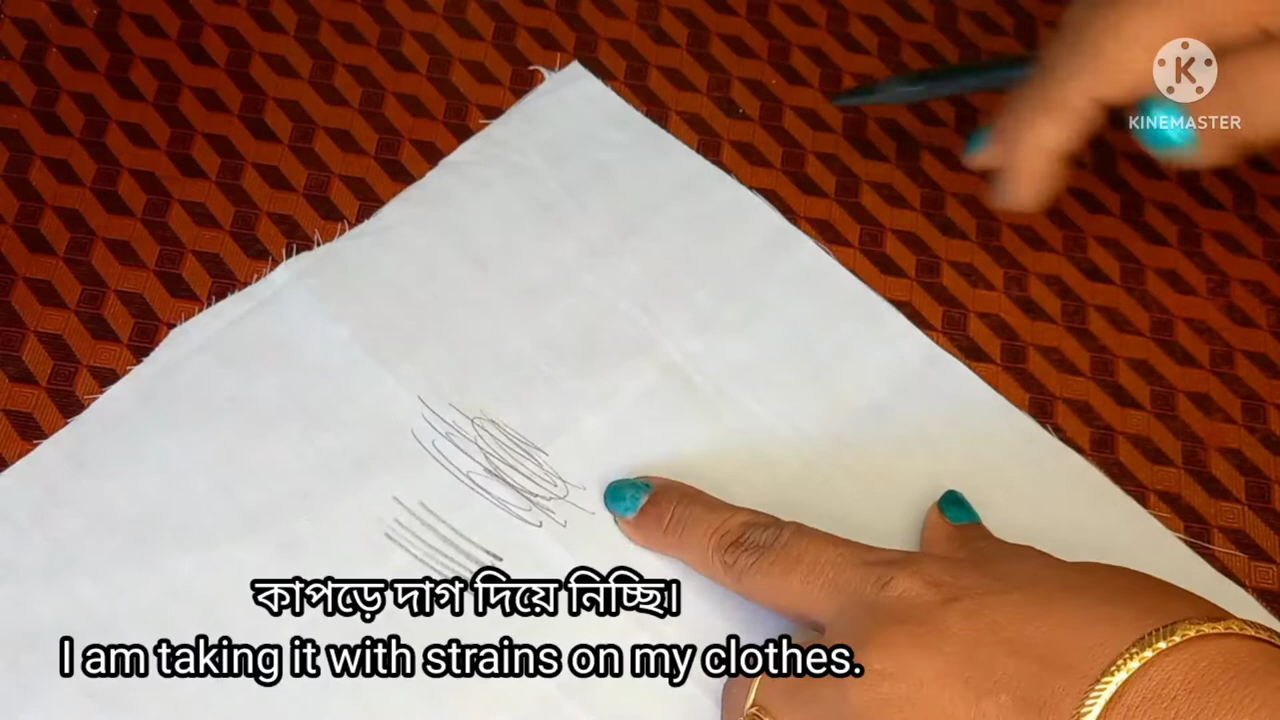 K
KINEMASTER
কাপড়ে দাগ দিয়ে নিচ্ছি।
I am taking it with strains on my clothes.